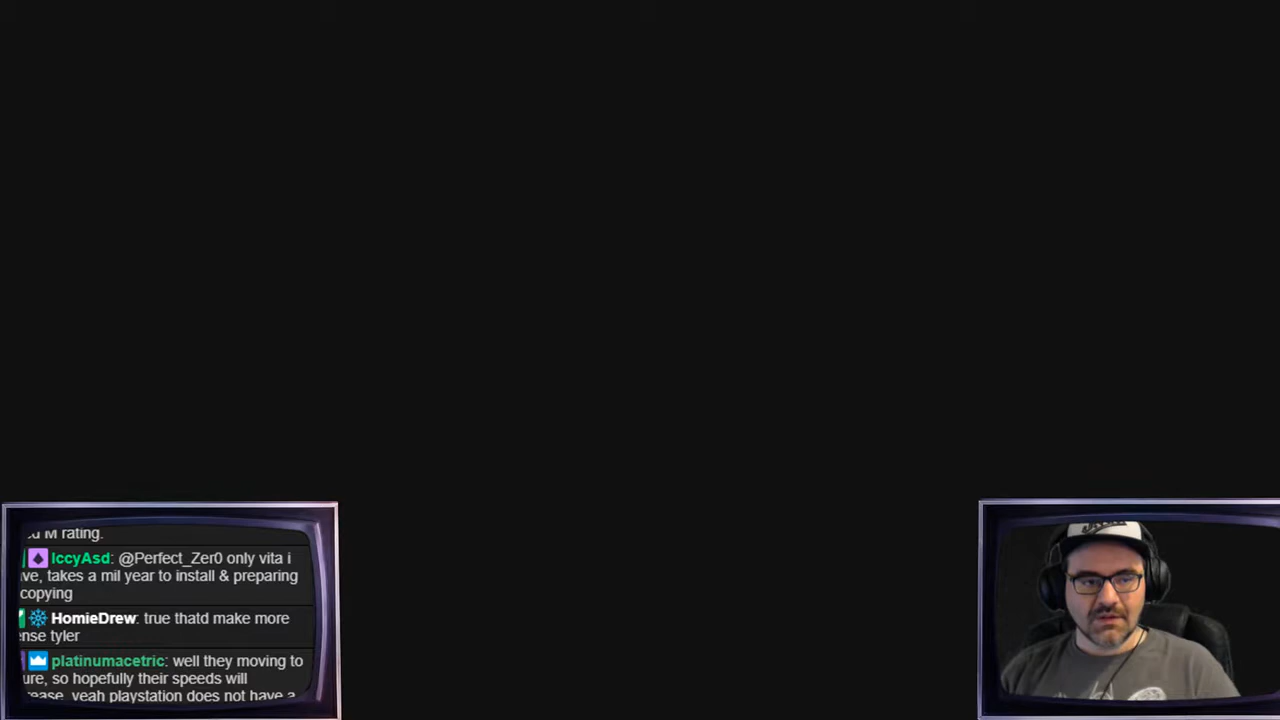 M rating.
IccyAsd: @Perfect_Zer0 only vita i
ve, takes a mil year to install & preparing
copying
HomieDrew: true thatd make more
nse tyler
platinumacetric: well they moving to
ure, so hopefully their speeds will
rease, yeah playstation does not have a